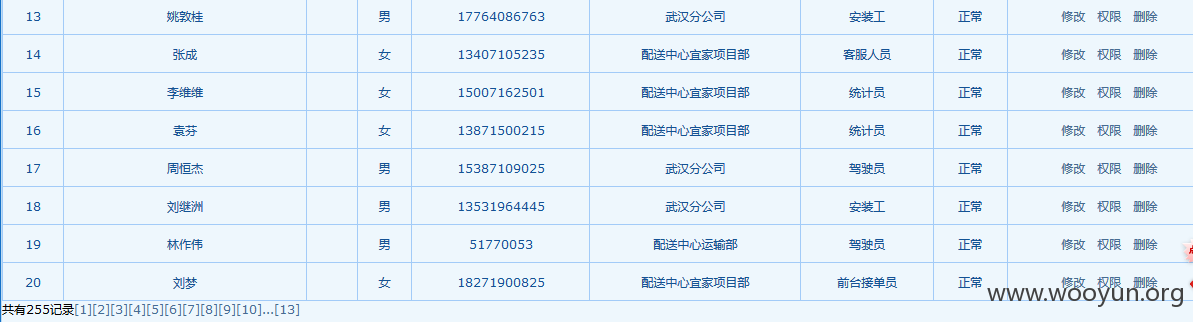 13 姚敦桂 男 17764086763 武汉分公司 安装工 正常 修改 权限 删除
14 张成 女 13407105235 配送中心宜家项目部 客服人员 正常 修改 权限 删除
15 李维维 女 15007162501 配送中心宜家项目部 统计员 正常 修改 权限 删除
16 袁芬 女 13871500215 配送中心宜家项目部 统计员 正常 修改 权限 删除
17 周恒杰 男 15387109025 武汉分公司 驾驶员 正常 修改 权限 删除
18 刘继洲 男 13531964445 武汉分公司 安装工 正常 修改 权限 删除
19 林作伟 男 51770053 配送中心运输部 驾驶员 正常 修改 权限 删除
20 刘梦 女 18271900825 配送中心宜家项目部 前台接单员 正常 修改 权限 删除
共有255记录[1][2][3][4][5][6][7][8][9][10]...[13]
www.wooyun.org